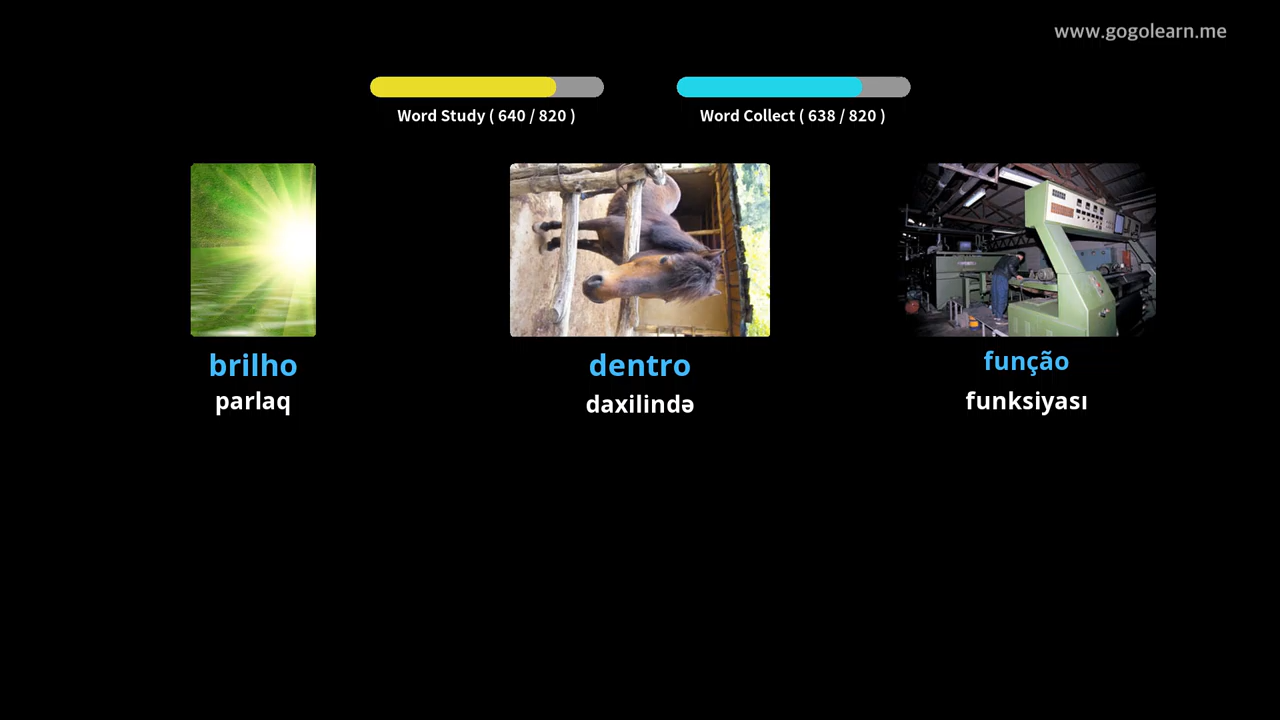 www.gogolearn.me
Word Study ( 640 / 820 )
Word Collect ( 638 / 820 )
brilho
parlaq
dentro
daxilində
função
funksiyası